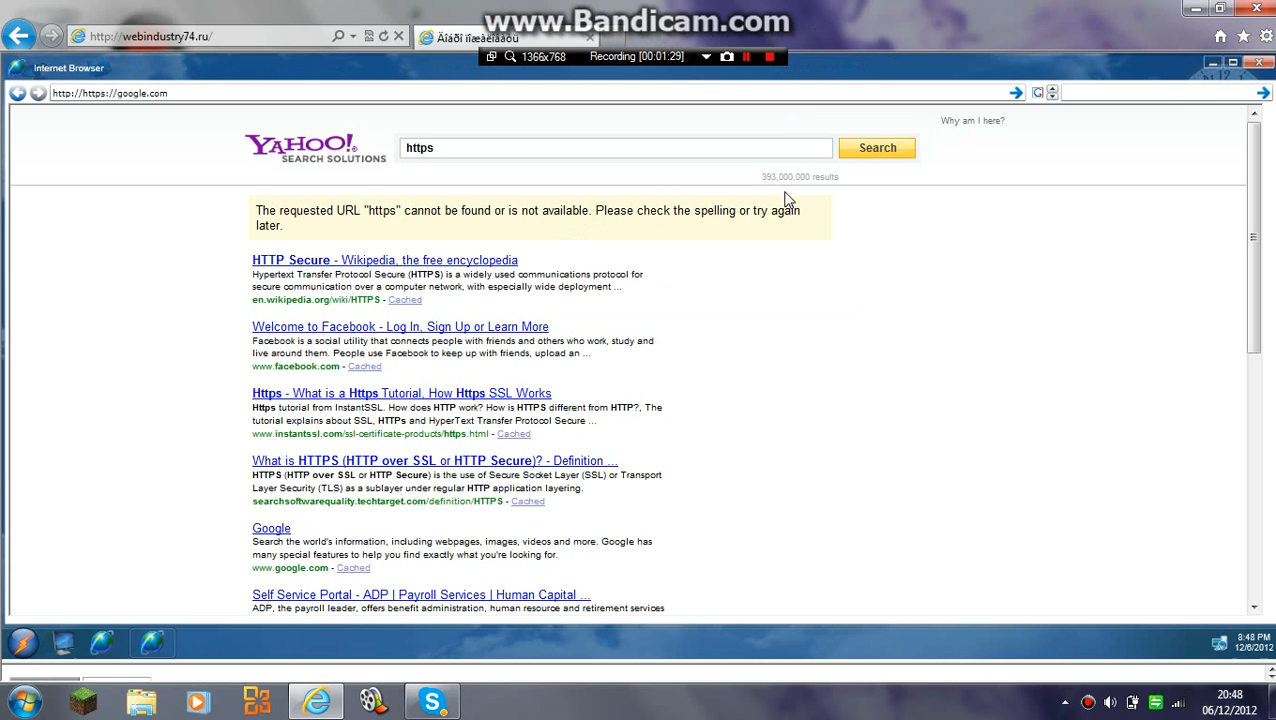 www.Bandicam.com
http://webindustry74.ru/
Äîáðî ïîæàëîâàòü
1366x768
Recording [00:01:29]
Internet Browser
http://https://google.com
Why am I here?
YAHOO!
SEARCH SOLUTIONS
https
Search
393,000,000 results
The requested URL "https" cannot be found or is not available. Please check the spelling or try again
later.
HTTP Secure - Wikipedia, the free encyclopedia
Hypertext Transfer Protocol Secure (HTTPS) is a widely used communications protocol for
secure communication over a computer network, with especially wide deployment ...
en.wikipedia.org/wiki/HTTPS - Cached
Welcome to Facebook - Log In, Sign Up or Learn More
Facebook is a social utility that connects people with friends and others who work, study and
live around them. People use Facebook to keep up with friends, upload an ...
www.facebook.com - Cached
Https - What is a Https Tutorial, How Https SSL Works
Https tutorial from InstantSSL. How does HTTP work? How is HTTPS different from HTTP?, The
tutorial explains about SSL, HTTPs and HyperText Transfer Protocol Secure ...
www.instantssl.com/ssl-certificate-products/https.html - Cached
What is HTTPS (HTTP over SSL or HTTP Secure)? - Definition ...
HTTPS (HTTP over SSL or HTTP Secure) is the use of Secure Socket Layer (SSL) or Transport
Layer Security (TLS) as a sublayer under regular HTTP application layering.
searchsoftwarequality.techtarget.com/definition/HTTPS - Cached
Google
Search the world's information, including webpages, images, videos and more. Google has
many special features to help you find exactly what you're looking for.
www.google.com - Cached
Self Service Portal - ADP | Payroll Services | Human Capital ...
ADP, the payroll leader, offers benefit administration, human resource and retirement services
8:48 PM
12/6/2012
20:48
06/12/2012